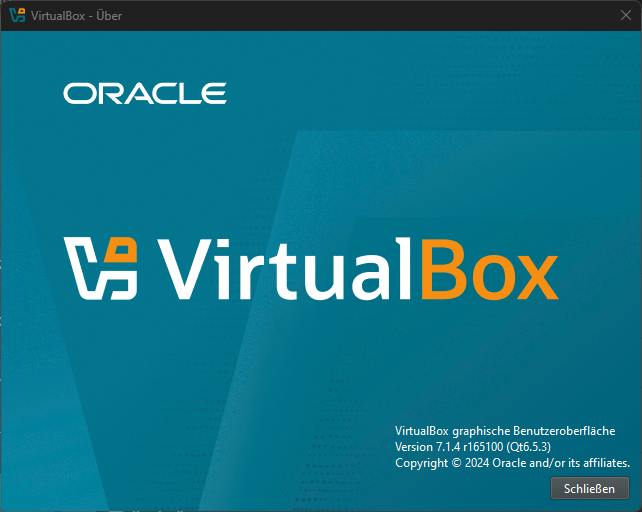 VirtualBox - Über
ORACLE
VirtualBox
VirtualBox graphische Benutzeroberfläche
Version 7.1.4 r165100 (Qt6.5.3)
Copyright © 2024 Oracle and/or its affiliates.
Schließen